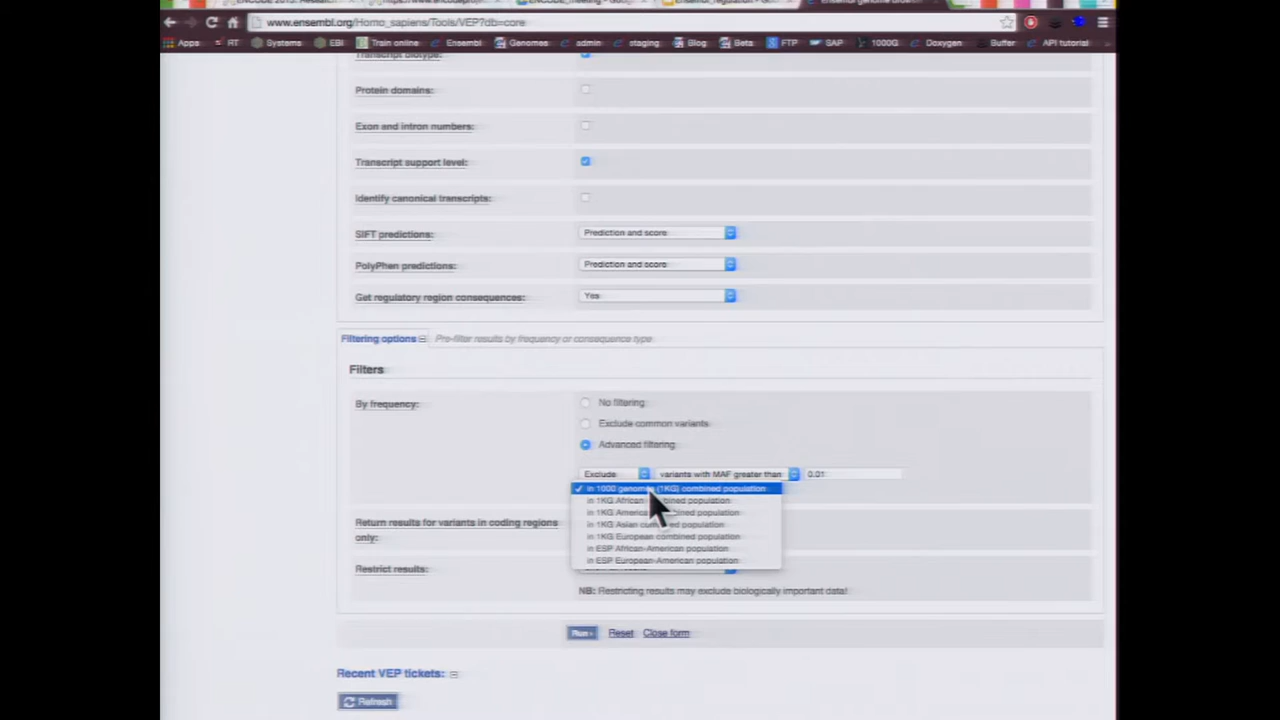 www.ensembl.org/Homo_sapiens/Tools/VEP?db=core
Apps RT Systems EBI Train online Ensembl Genomes admin staging Blog Beta FTP SAP 1000G Doxygen Buffer API tutorial
Transcript biotype:
Protein domains:
Exon and intron numbers:
Transcript support level:
Identify canonical transcripts:
SIFT predictions: Prediction and score
PolyPhen predictions: Prediction and score
Get regulatory region consequences: Yes
Filtering options Pre-filter results by frequency or consequence type
Filters
By frequency: No filtering
Exclude common variants
Advanced filtering
Exclude variants with MAF greater than 0.01
in 1000 genomes (1KG) combined population
in 1KG African combined population
in 1KG American combined population
in 1KG Asian combined population
in 1KG European combined population
in ESP African-American population
in ESP European-American population
Return results for variants in coding regions
only:
Restrict results:
NB: Restricting results may exclude biologically important data!
Run Reset Close form
Recent VEP tickets:
Refresh